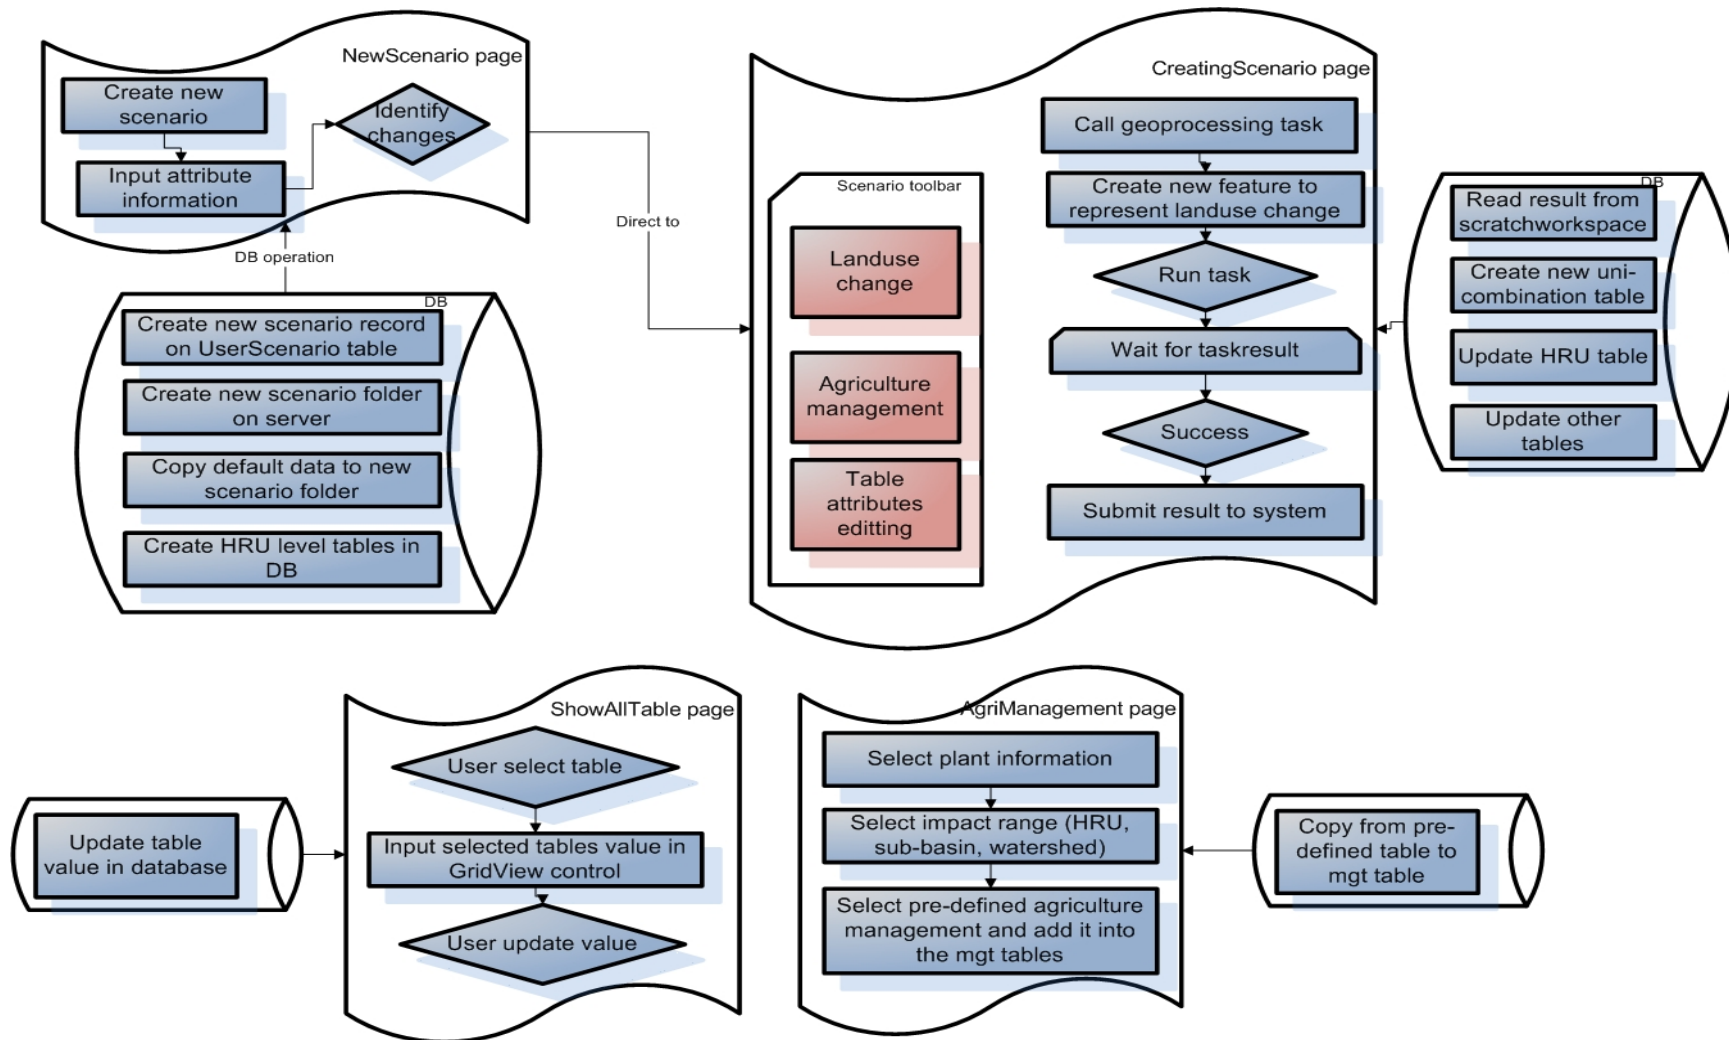 NewScenario page
Create new
scenario
Identify
changes
Input attribute
information
DB operation
DB
Create new scenario record
on UserScenario table
Create new scenario folder
on server
Copy default data to new
scenario folder
Create HRU level tables in
DB
Direct to
CreatingScenario page
Scenario toolbar
Landuse
change
Agriculture
management
Table
attributes
editting
Call geoprocessing task
Create new feature to
represent landuse change
Run task
Wait for taskresult
Success
Submit result to system
DB
Read result from
scratchworkspace
Create new uni-
combination table
Update HRU table
Update other
tables
ShowAllTable page
User select table
Input selected tables value in
GridView control
User update value
Update table
value in database
AgriManagement page
Select plant information
Select impact range (HRU,
sub-basin, watershed)
Select pre-defined agriculture
management and add it into
the mgt tables
Copy from pre-
defined table to
mgt table